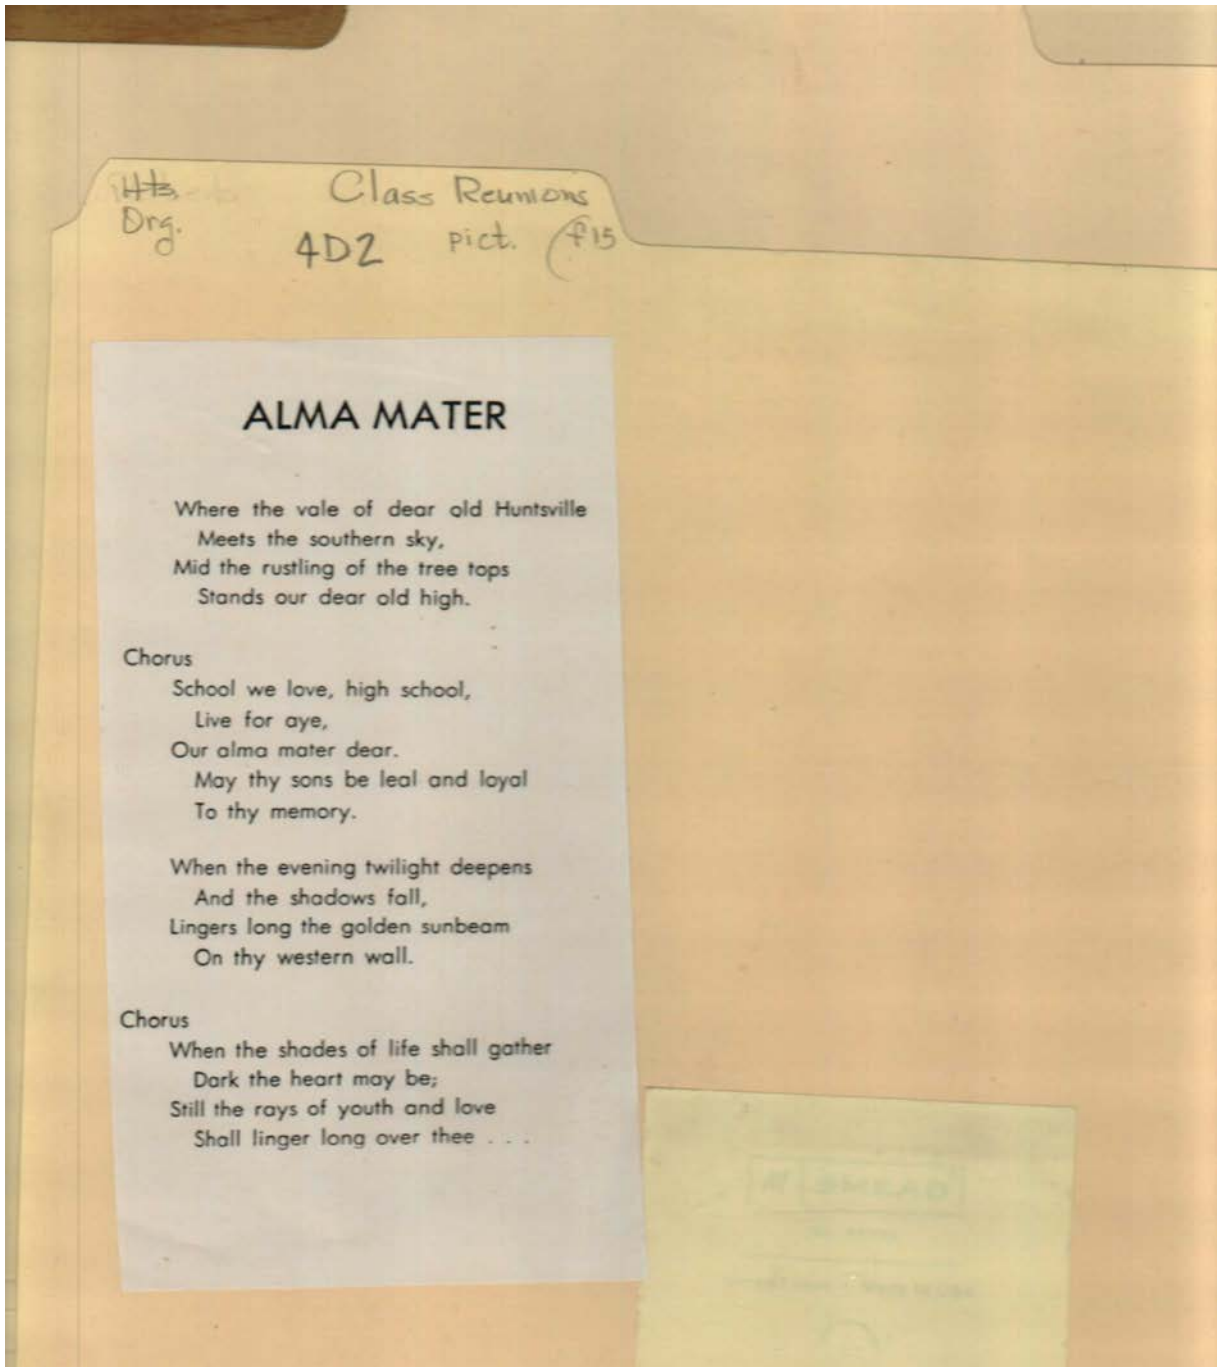 Hts.
Org.
Class Reunions
4D2
pict.
f15
ALMA MATER
Where the vale of dear old Huntsville
Meets the southern sky,
Mid the rustling of the tree tops
Stands our dear old high.
Chorus
School we love, high school,
Live for aye,
Our alma mater dear.
May thy sons be leal and loyal
To thy memory.
When the evening twilight deepens
And the shadows fall,
Lingers long the golden sunbeam
On thy western wall.
Chorus
When the shades of life shall gather
Dark the heart may be;
Still the rays of youth and love
Shall linger long over thee . . .